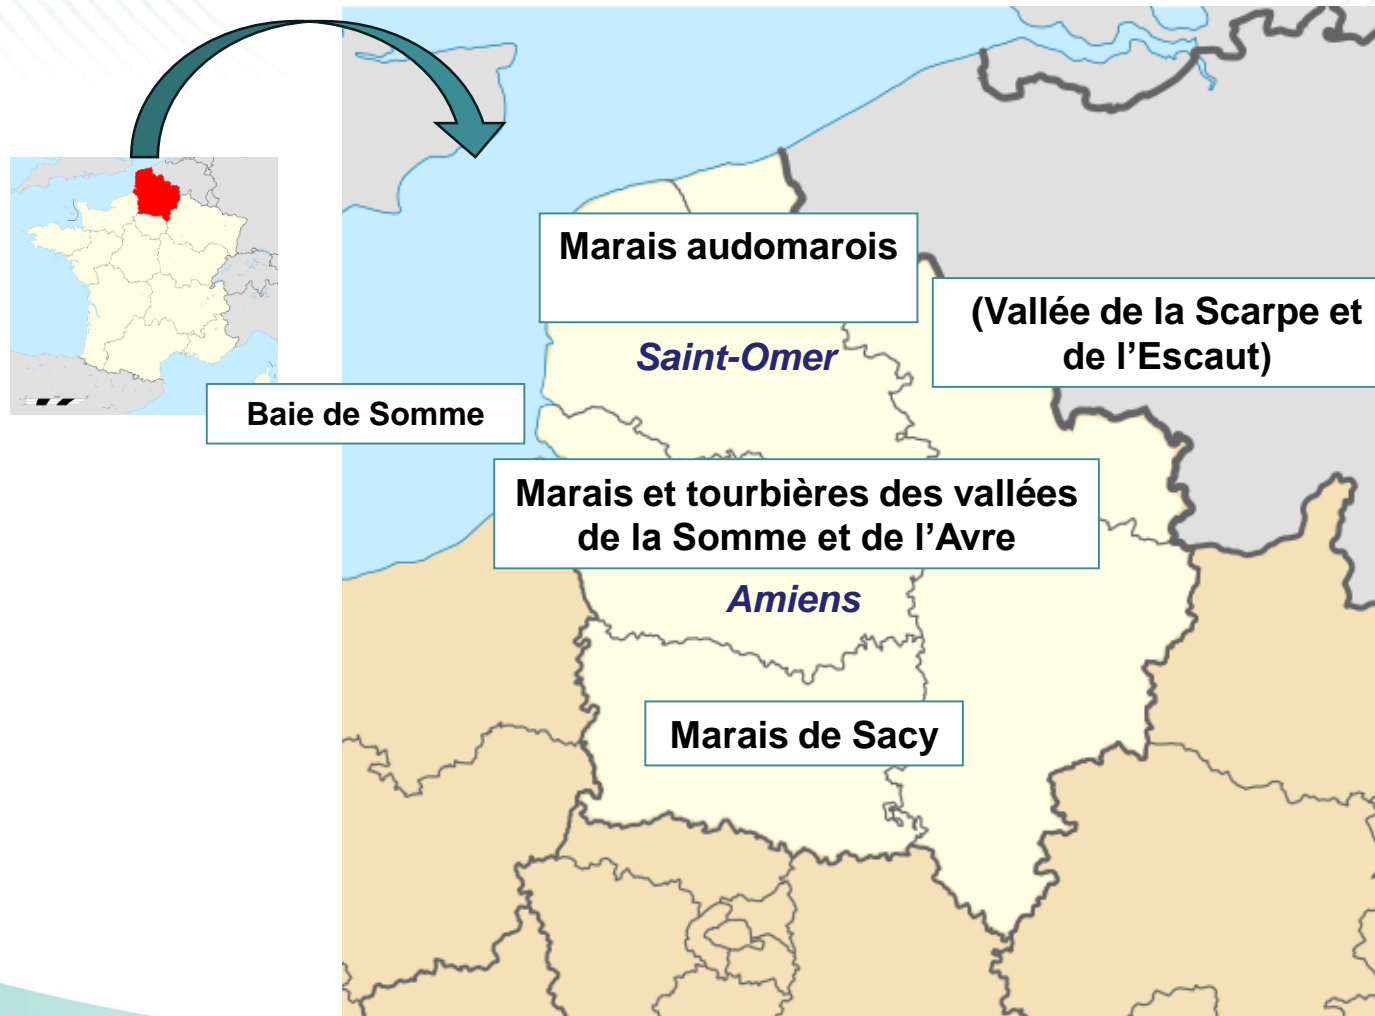 Marais audomarois
(Vallée de la Scarpe et
de l’Escaut)
Saint-Omer
Baie de Somme
Marais et tourbières des vallées
de la Somme et de l’Avre
Amiens
Marais de Sacy